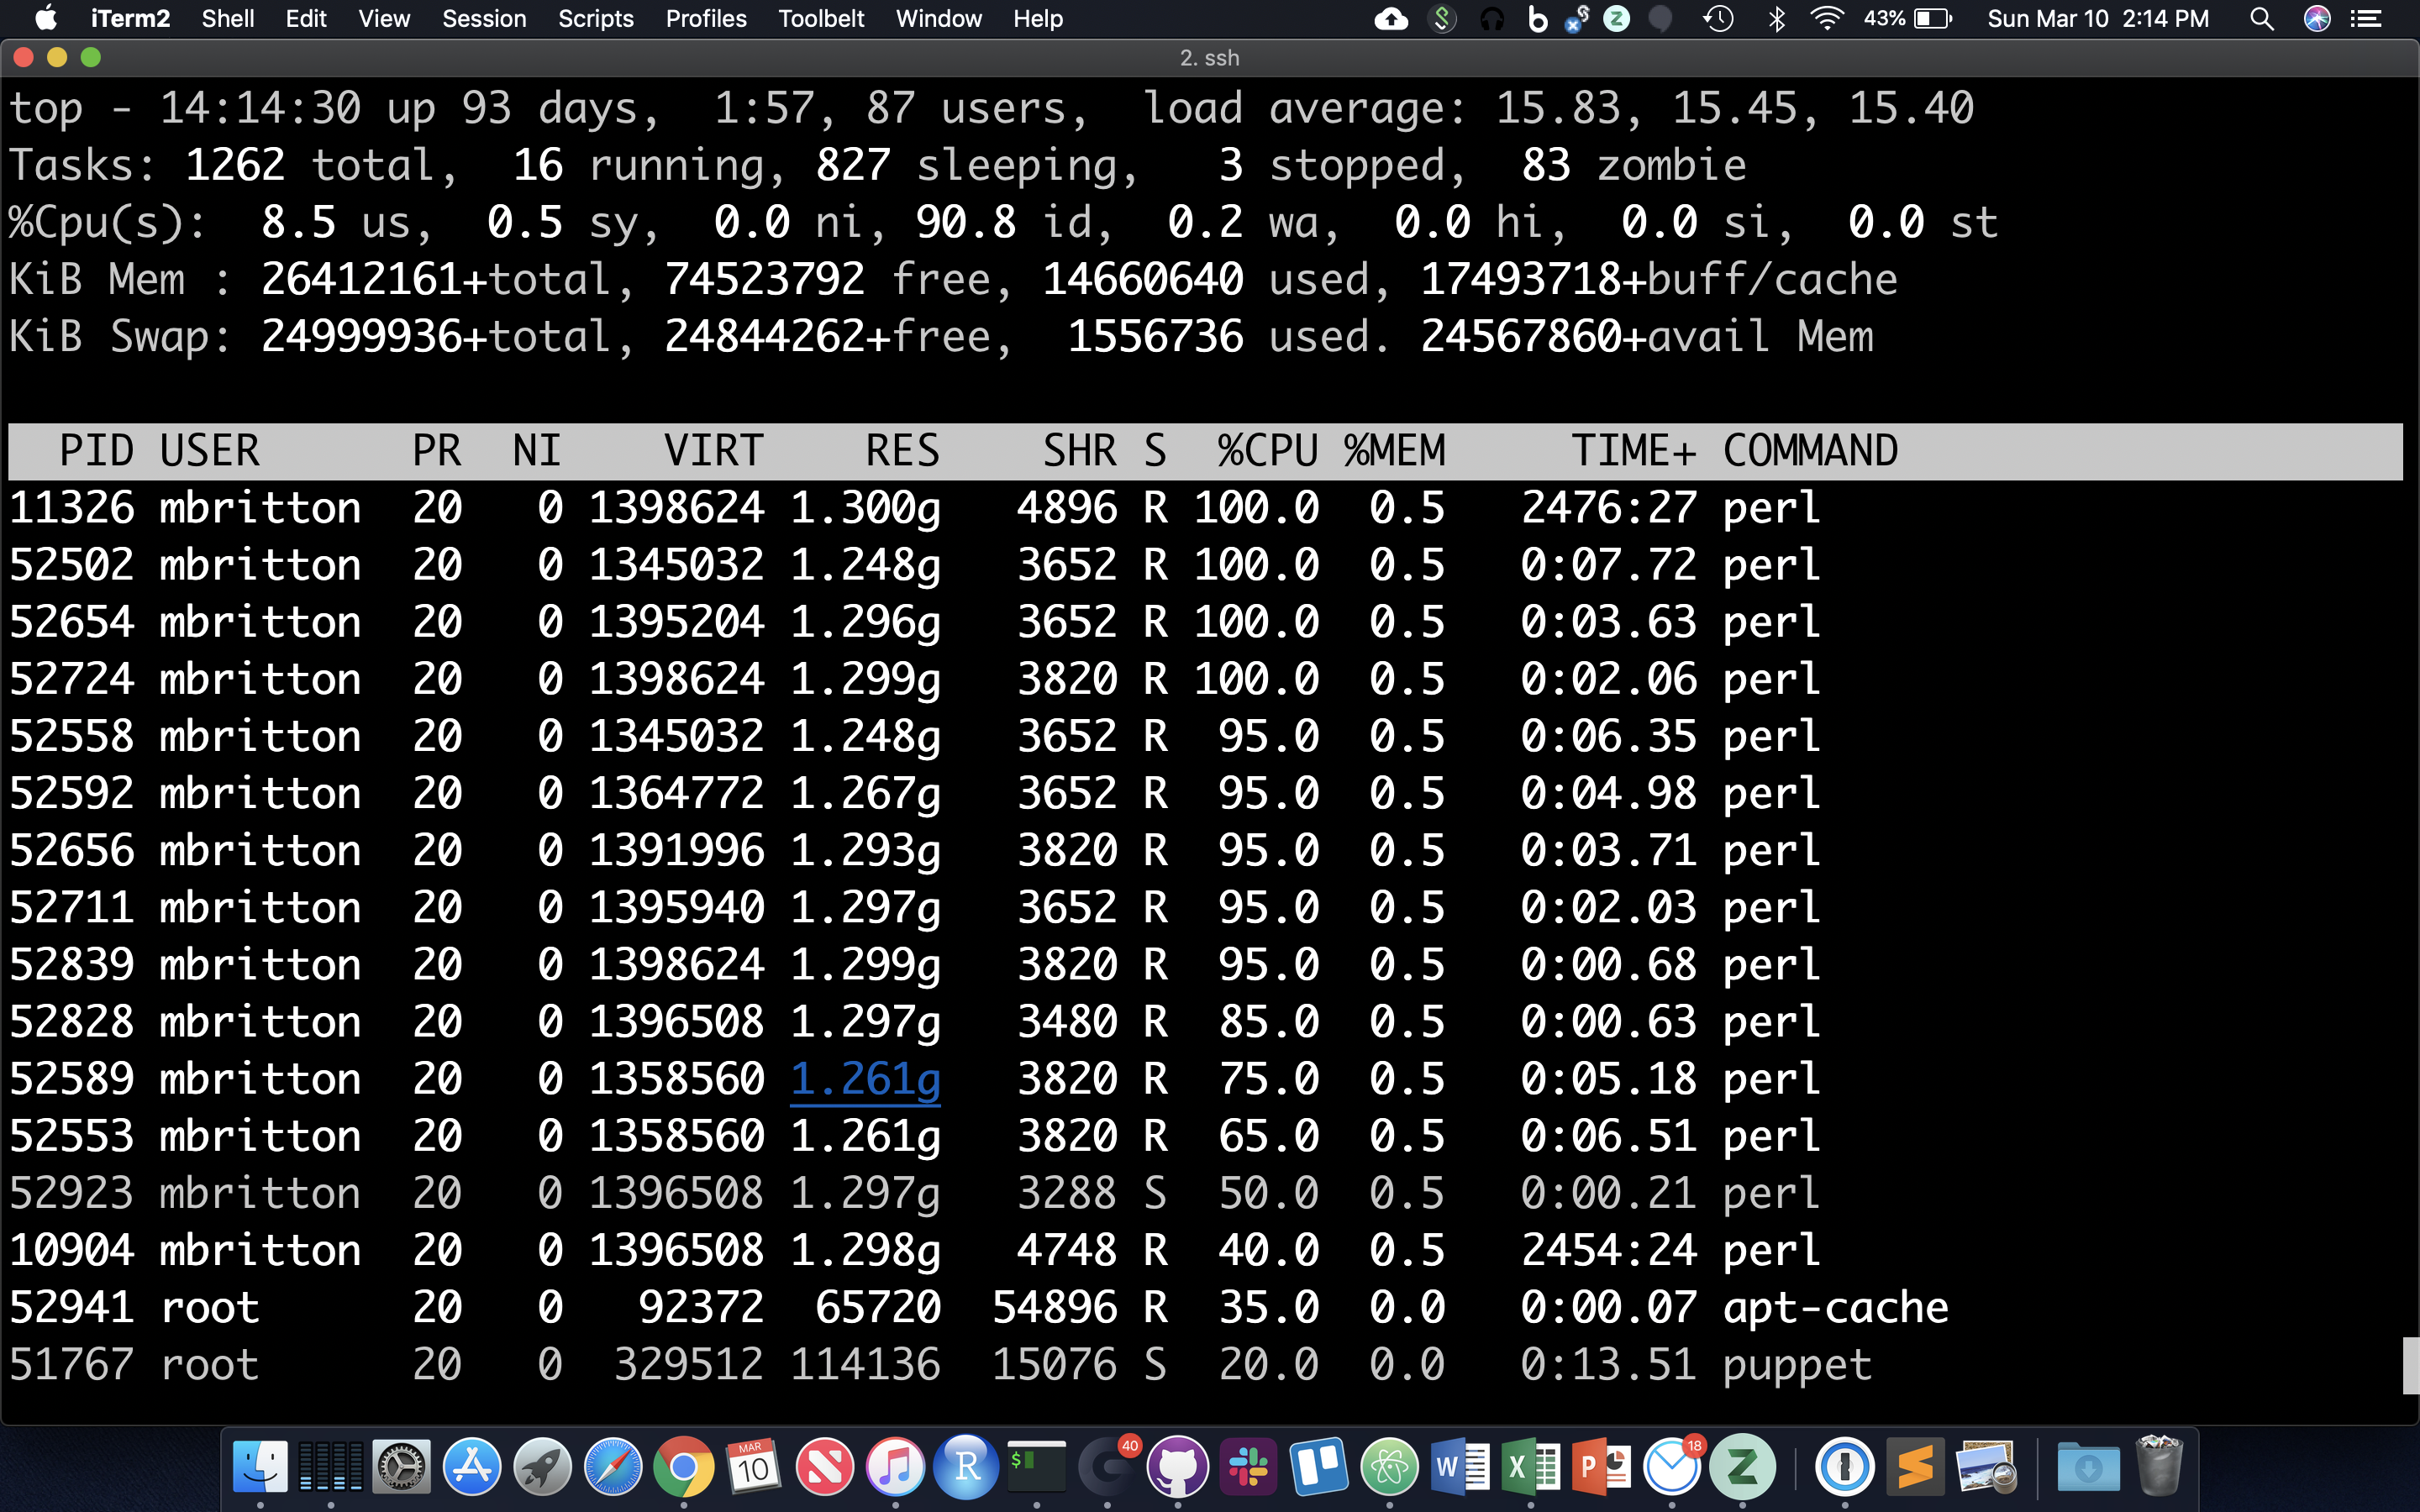 iTerm2 Shell Edit View Session Scripts Profiles Toolbelt Window Help 43% Sun Mar 10 2:14 PM
2. ssh
top - 14:14:30 up 93 days,  1:57, 87 users,  load average: 15.83, 15.45, 15.40
Tasks: 1262 total,  16 running, 827 sleeping,   3 stopped,  83 zombie
%Cpu(s):  8.5 us,  0.5 sy,  0.0 ni, 90.8 id,  0.2 wa,  0.0 hi,  0.0 si,  0.0 st
KiB Mem : 26412161+total, 74523792 free, 14660640 used, 17493718+buff/cache
KiB Swap: 24999936+total, 24844262+free,  1556736 used. 24567860+avail Mem
PID USER PR NI VIRT RES SHR S %CPU %MEM TIME+ COMMAND
11326 mbritton 20 0 1398624 1.300g 4896 R 100.0 0.5 2476:27 perl
52502 mbritton 20 0 1345032 1.248g 3652 R 100.0 0.5 0:07.72 perl
52654 mbritton 20 0 1395204 1.296g 3652 R 100.0 0.5 0:03.63 perl
52724 mbritton 20 0 1398624 1.299g 3820 R 100.0 0.5 0:02.06 perl
52558 mbritton 20 0 1345032 1.248g 3652 R 95.0 0.5 0:06.35 perl
52592 mbritton 20 0 1364772 1.267g 3652 R 95.0 0.5 0:04.98 perl
52656 mbritton 20 0 1391996 1.293g 3820 R 95.0 0.5 0:03.71 perl
52711 mbritton 20 0 1395940 1.297g 3652 R 95.0 0.5 0:02.03 perl
52839 mbritton 20 0 1398624 1.299g 3820 R 95.0 0.5 0:00.68 perl
52828 mbritton 20 0 1396508 1.297g 3480 R 85.0 0.5 0:00.63 perl
52589 mbritton 20 0 1358560 1.261g 3820 R 75.0 0.5 0:05.18 perl
52553 mbritton 20 0 1358560 1.261g 3820 R 65.0 0.5 0:06.51 perl
52923 mbritton 20 0 1396508 1.297g 3288 S 50.0 0.5 0:00.21 perl
10904 mbritton 20 0 1396508 1.298g 4748 R 40.0 0.5 2454:24 perl
52941 root 20 0 92372 65720 54896 R 35.0 0.0 0:00.07 apt-cache
51767 root 20 0 329512 114136 15076 S 20.0 0.0 0:13.51 puppet
MAR 10 R $ 40 W X P 18 Z